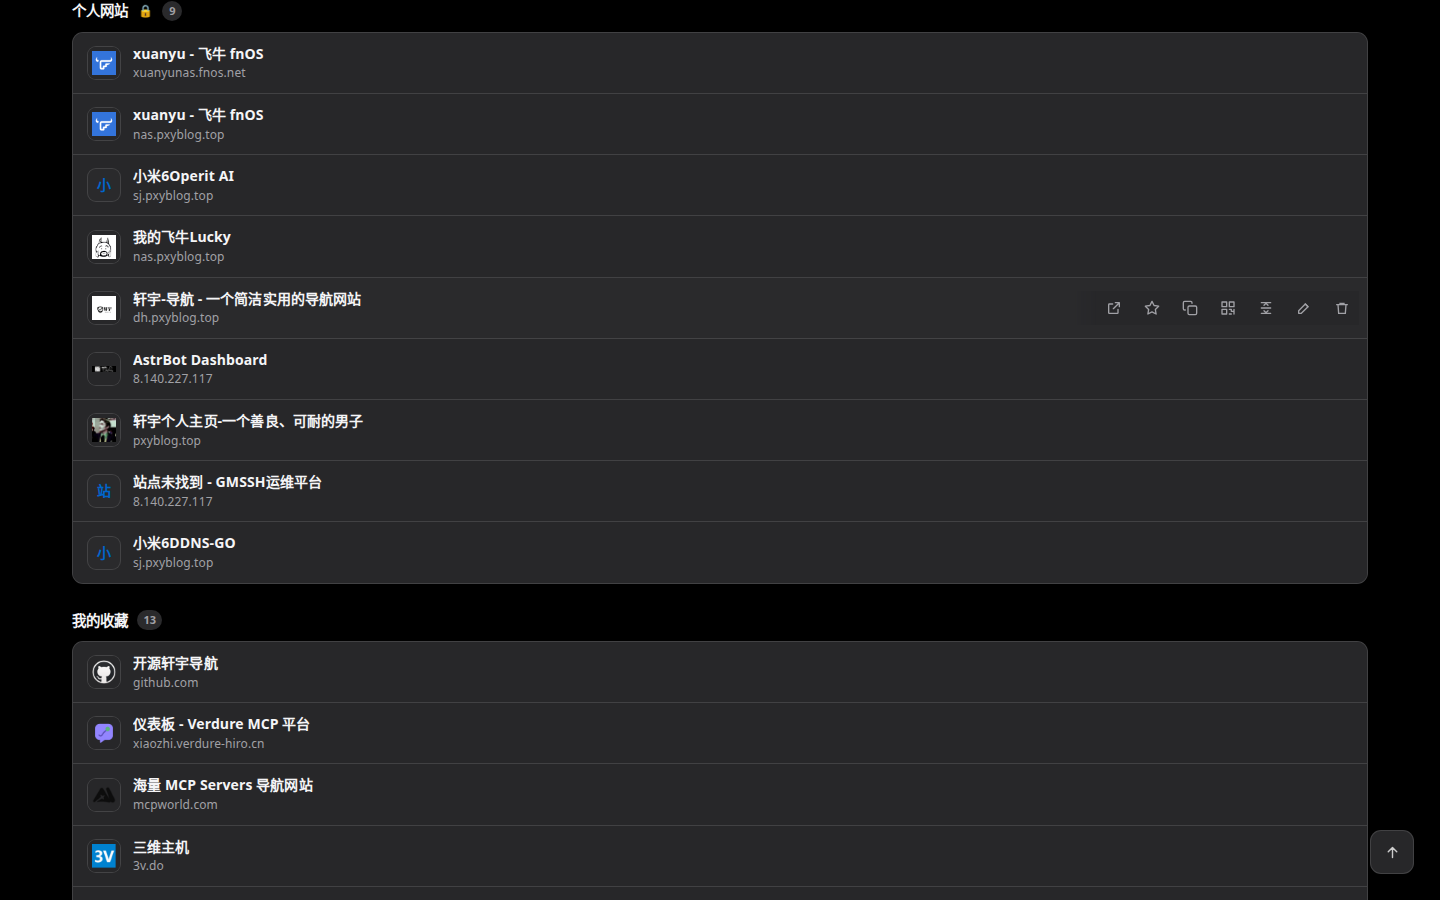 个人网站 🔒 9
xuanyu - 飞牛 fnOS
xuanyunas.fnos.net
xuanyu - 飞牛 fnOS
nas.pxyblog.top
小
小米6Operit AI
sj.pxyblog.top
我的飞牛Lucky
nas.pxyblog.top
轩宇-导航 - 一个简洁实用的导航网站
dh.pxyblog.top
AstrBot Dashboard
8.140.227.117
轩宇个人主页-一个善良、可耐的男子
pxyblog.top
站
站点未找到 - GMSSH运维平台
8.140.227.117
小
小米6DDNS-GO
sj.pxyblog.top
我的收藏 13
开源轩宇导航
github.com
仪表板 - Verdure MCP 平台
xiaozhi.verdure-hiro.cn
海量 MCP Servers 导航网站
mcpworld.com
3V
三维主机
3v.do